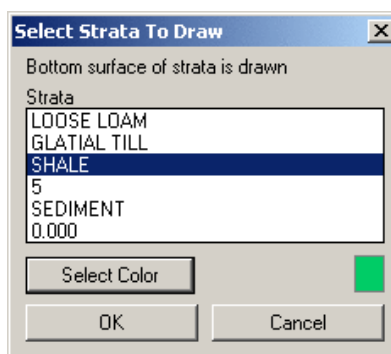 Select Strata To Draw
Bottom surface of strata is drawn
Strata
LOOSE LOAM
GLATIAL TILL
SHALE
5
SEDIMENT
0.000
Select Color
OK Cancel